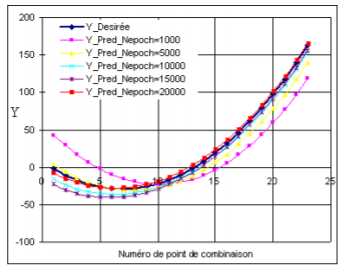 200
Y_Desirée
Y_Pred_Nepoch=1000
Y_Pred_Nepoch=5000
Y_Pred_Nepoch=10000
Y_Pred_Nepoch=15000
Y_Pred_Nepoch=20000
150
100
Y
50
0
0 5 10 15 20 25
-50
-100
Numéro de point de combinaison